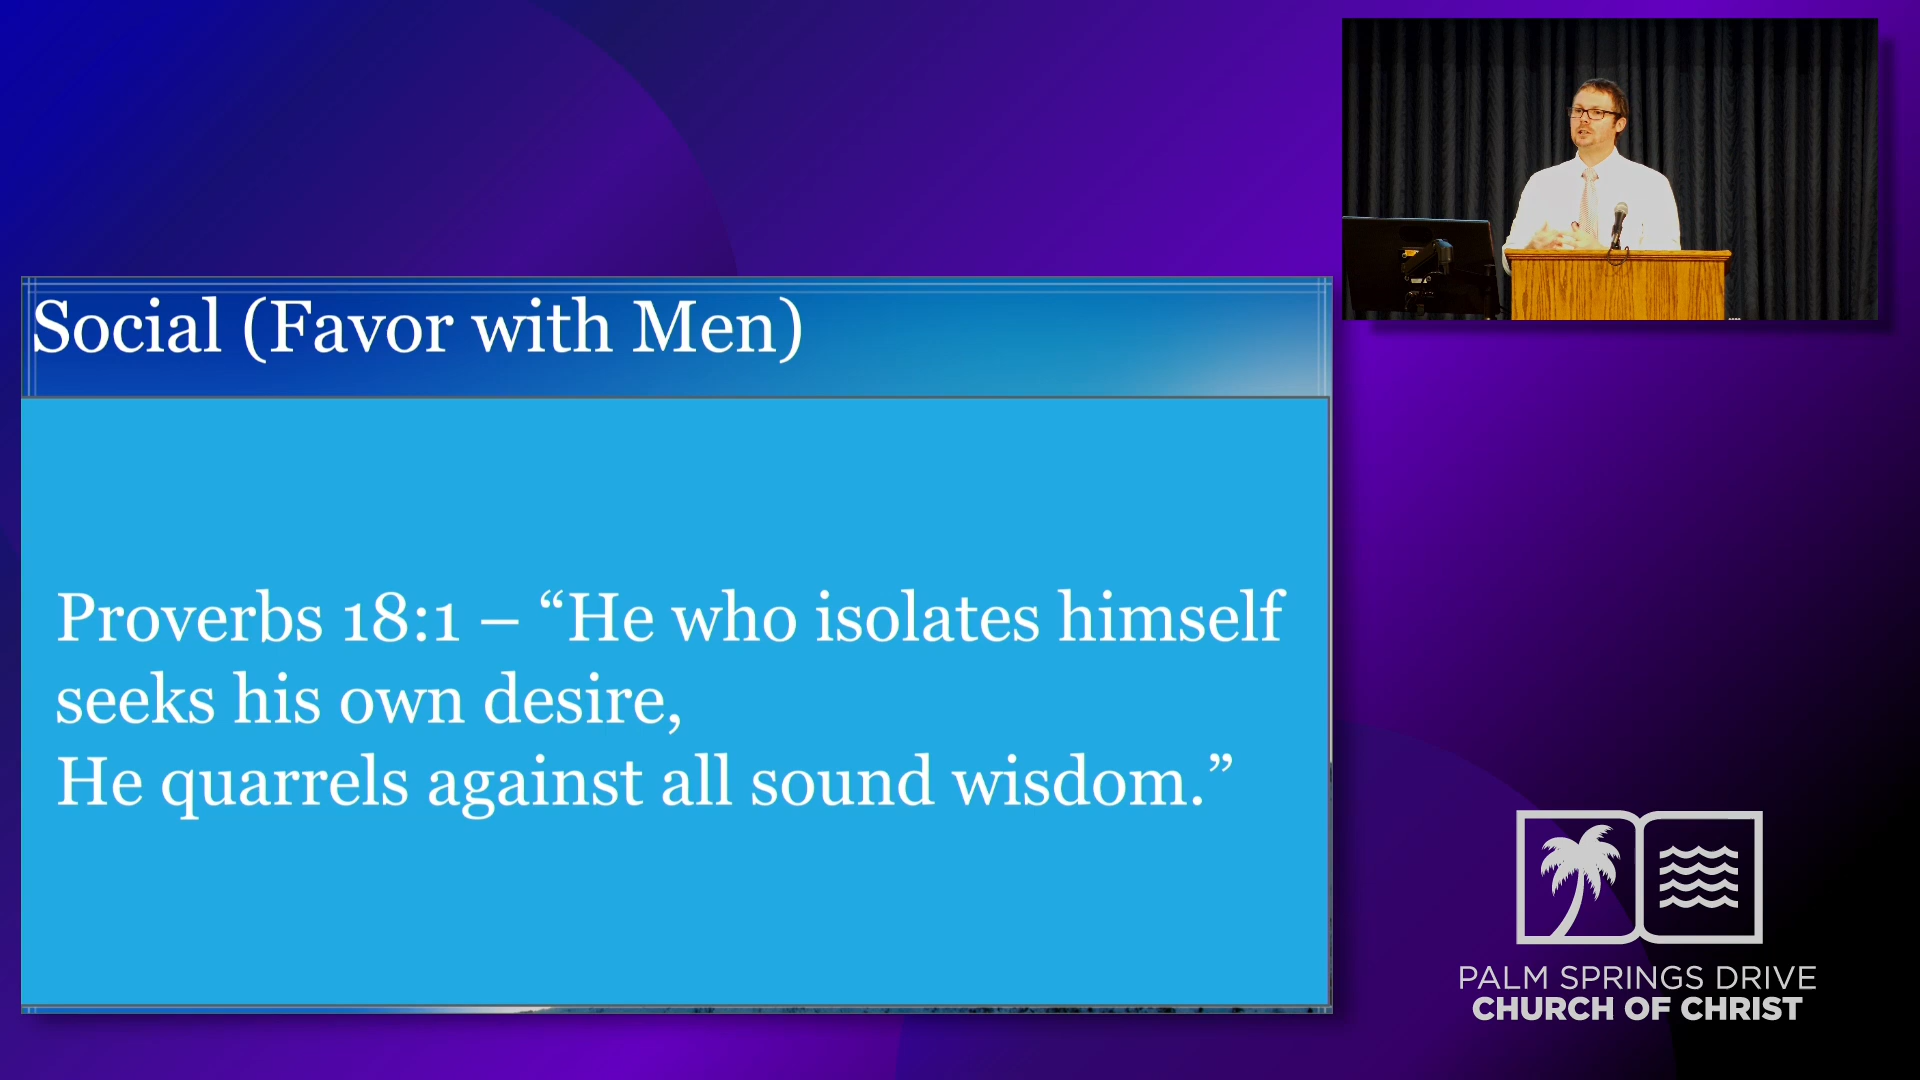 Social (Favor with Men)
Proverbs 18:1 – “He who isolates himself
seeks his own desire,
He quarrels against all sound wisdom.”
PALM SPRINGS DRIVE
CHURCH OF CHRIST